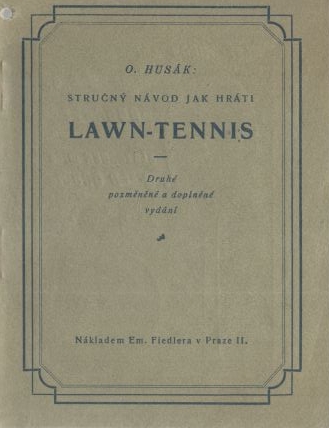 O. HUSÁK:
STRUČNÝ NÁVOD JAK HRÁTI
LAWN-TENNIS
Druhé
pozměněné a doplněné
vydání
Nákladem Em. Fiedlera v Praze II.